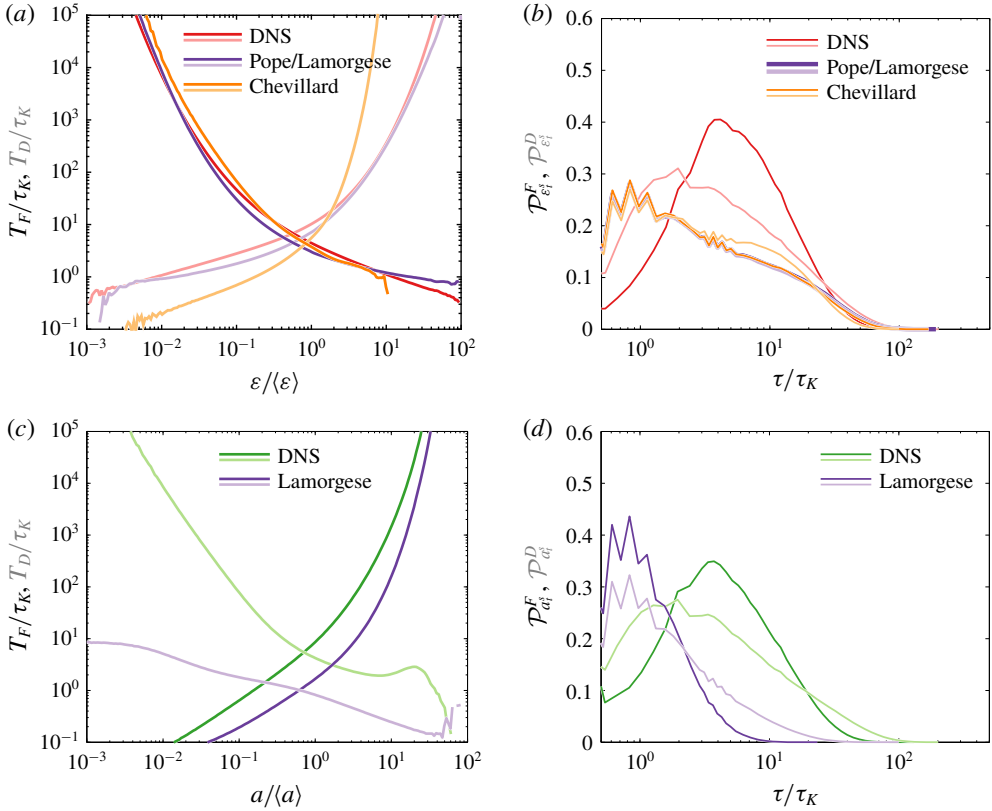 (a)
10^5
10^4
10^3
10^2
10^1
10^0
10^-1
T_F/τ_K, T_D/τ_K
DNS
Pope/Lamorgese
Chevillard
10^-3 10^-2 10^-1 10^0 10^1 10^2
ε/⟨ε⟩
(b)
0.6
0.5
0.4
0.3
0.2
0.1
0
𝒫^F_{ε_i^s}, 𝒫^D_{ε_i^s}
DNS
Pope/Lamorgese
Chevillard
10^0 10^1 10^2
τ/τ_K
(c)
10^5
10^4
10^3
10^2
10^1
10^0
10^-1
T_F/τ_K, T_D/τ_K
DNS
Lamorgese
10^-3 10^-2 10^-1 10^0 10^1 10^2
a/⟨a⟩
(d)
0.6
0.5
0.4
0.3
0.2
0.1
0
𝒫^F_{a_i^s}, 𝒫^D_{a_i^s}
DNS
Lamorgese
10^0 10^1 10^2
τ/τ_K